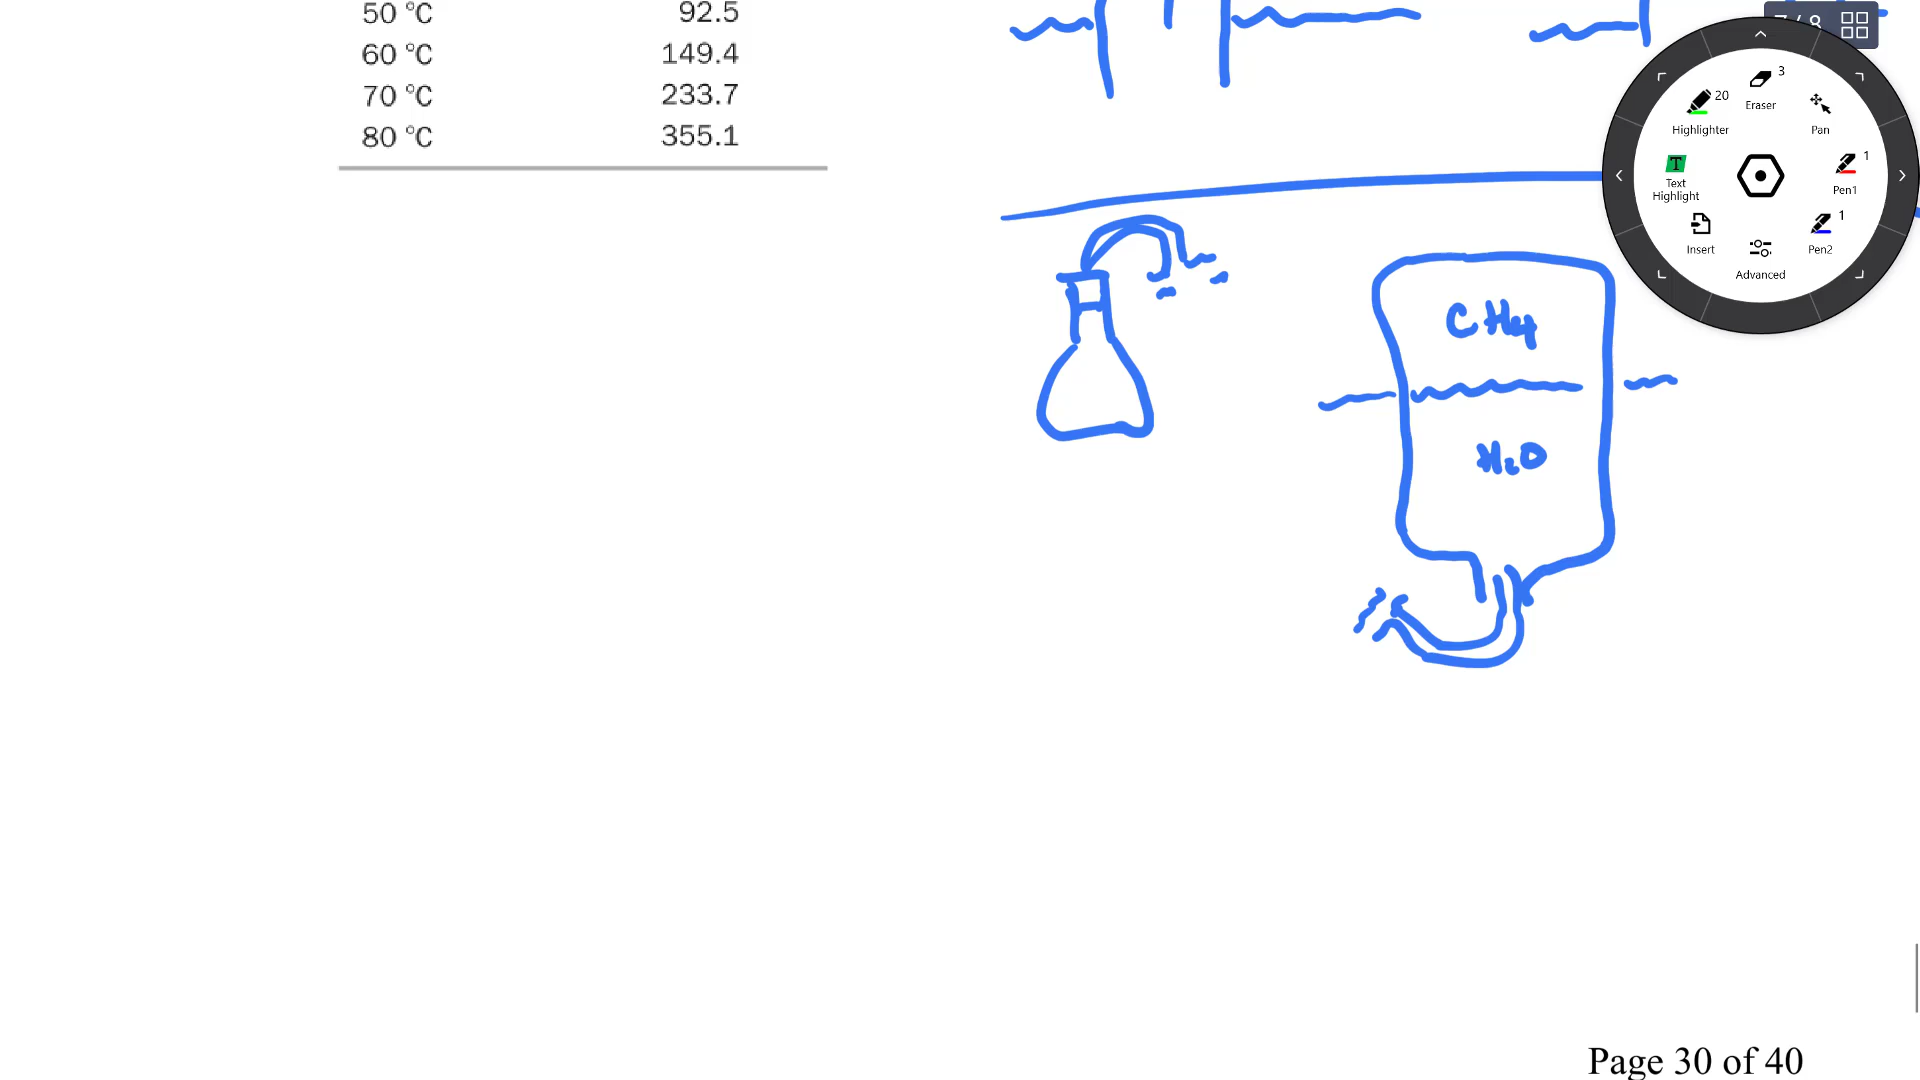 50 °C 92.5
60 °C 149.4
70 °C 233.7
80 °C 355.1
CH4
H2O
3
Eraser
20
Highlighter
Pan
T
Text
Highlight
1
Pen1
Insert
1
Pen2
Advanced
Page 30 of 40